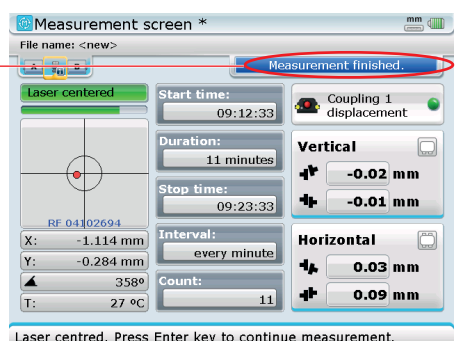 Measurement screen *
mm
File name: <new>
A B
Measurement finished.
Laser centered
RF 04102694
X: -1.114 mm
Y: -0.284 mm
358º
T: 27 ºC
Start time:
09:12:33
Duration:
11 minutes
Stop time:
09:23:33
Interval:
every minute
Count:
11
Coupling 1
displacement
Vertical
-0.02 mm
-0.01 mm
Horizontal
0.03 mm
0.09 mm
Laser centred. Press Enter key to continue measurement.